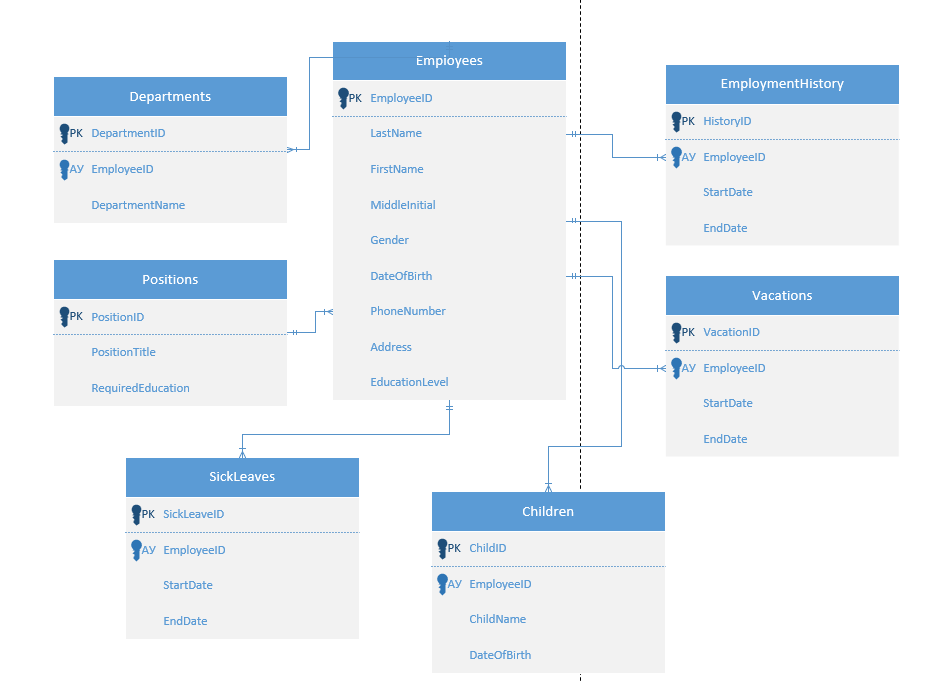 Employees
PK EmployeeID
LastName
FirstName
MiddleInitial
Gender
DateOfBirth
PhoneNumber
Address
EducationLevel
Departments
PK DepartmentID
АУ EmployeeID
DepartmentName
Positions
PK PositionID
PositionTitle
RequiredEducation
EmploymentHistory
PK HistoryID
АУ EmployeeID
StartDate
EndDate
Vacations
PK VacationID
АУ EmployeeID
StartDate
EndDate
SickLeaves
PK SickLeaveID
АУ EmployeeID
StartDate
EndDate
Children
PK ChildID
АУ EmployeeID
ChildName
DateOfBirth